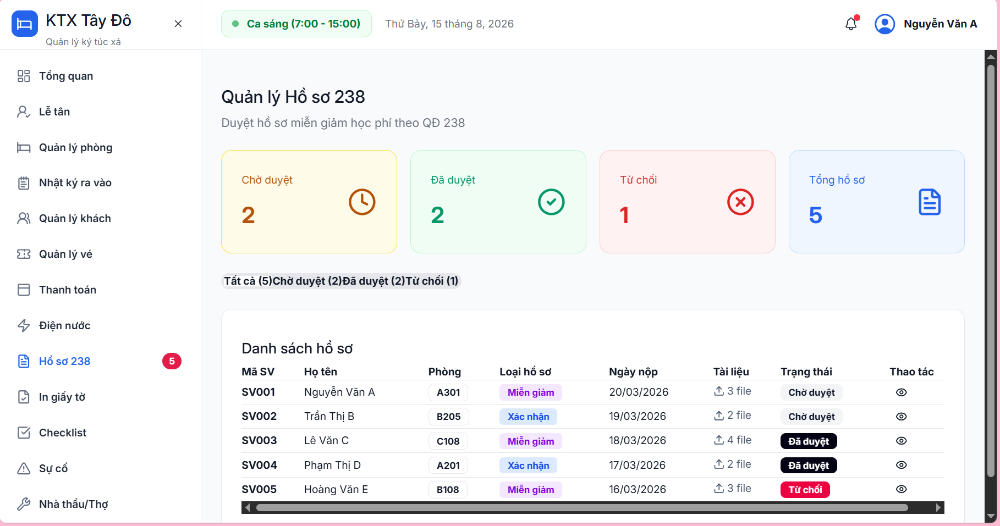 KTX Tây Đô
Quản lý ký túc xá
Ca sáng (7:00 - 15:00)
Thứ Bảy, 15 tháng 8, 2026
Nguyễn Văn A
Tổng quan
Lễ tân
Quản lý phòng
Nhật ký ra vào
Quản lý khách
Quản lý vé
Thanh toán
Điện nước
Hồ sơ 238
5
In giấy tờ
Checklist
Sự cố
Nhà thầu/Thợ
Quản lý Hồ sơ 238
Duyệt hồ sơ miễn giảm học phí theo QĐ 238
Chờ duyệt
2
Đã duyệt
2
Từ chối
1
Tổng hồ sơ
5
Tất cả (5)Chờ duyệt (2)Đã duyệt (2)Từ chối (1)
Danh sách hồ sơ
Mã SV Họ tên Phòng Loại hồ sơ Ngày nộp Tài liệu Trạng thái Thao tác
SV001 Nguyễn Văn A A301 Miễn giảm 20/03/2026 3 file Chờ duyệt
SV002 Trần Thị B B205 Xác nhận 19/03/2026 2 file Chờ duyệt
SV003 Lê Văn C C108 Miễn giảm 18/03/2026 4 file Đã duyệt
SV004 Phạm Thị D A201 Xác nhận 17/03/2026 2 file Đã duyệt
SV005 Hoàng Văn E B108 Miễn giảm 16/03/2026 3 file Từ chối